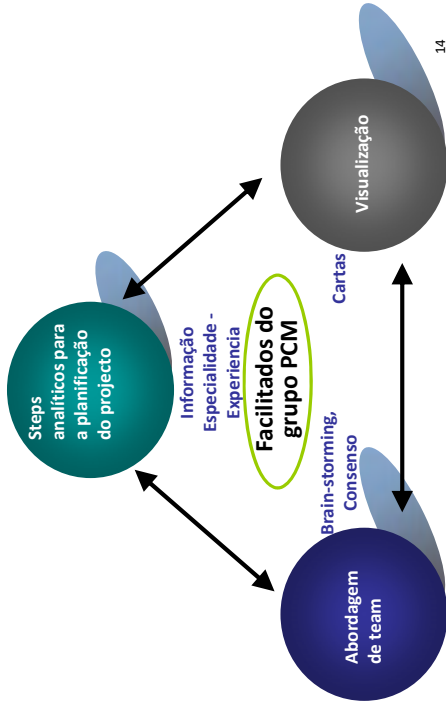 Steps
analíticos para
a planificação
do projecto
Informação
Especialidade -
Experiencia
Facilitados do
grupo PCM
Brain-storming,
Consenso
Cartas
Abordagem
de team
Visualização
14